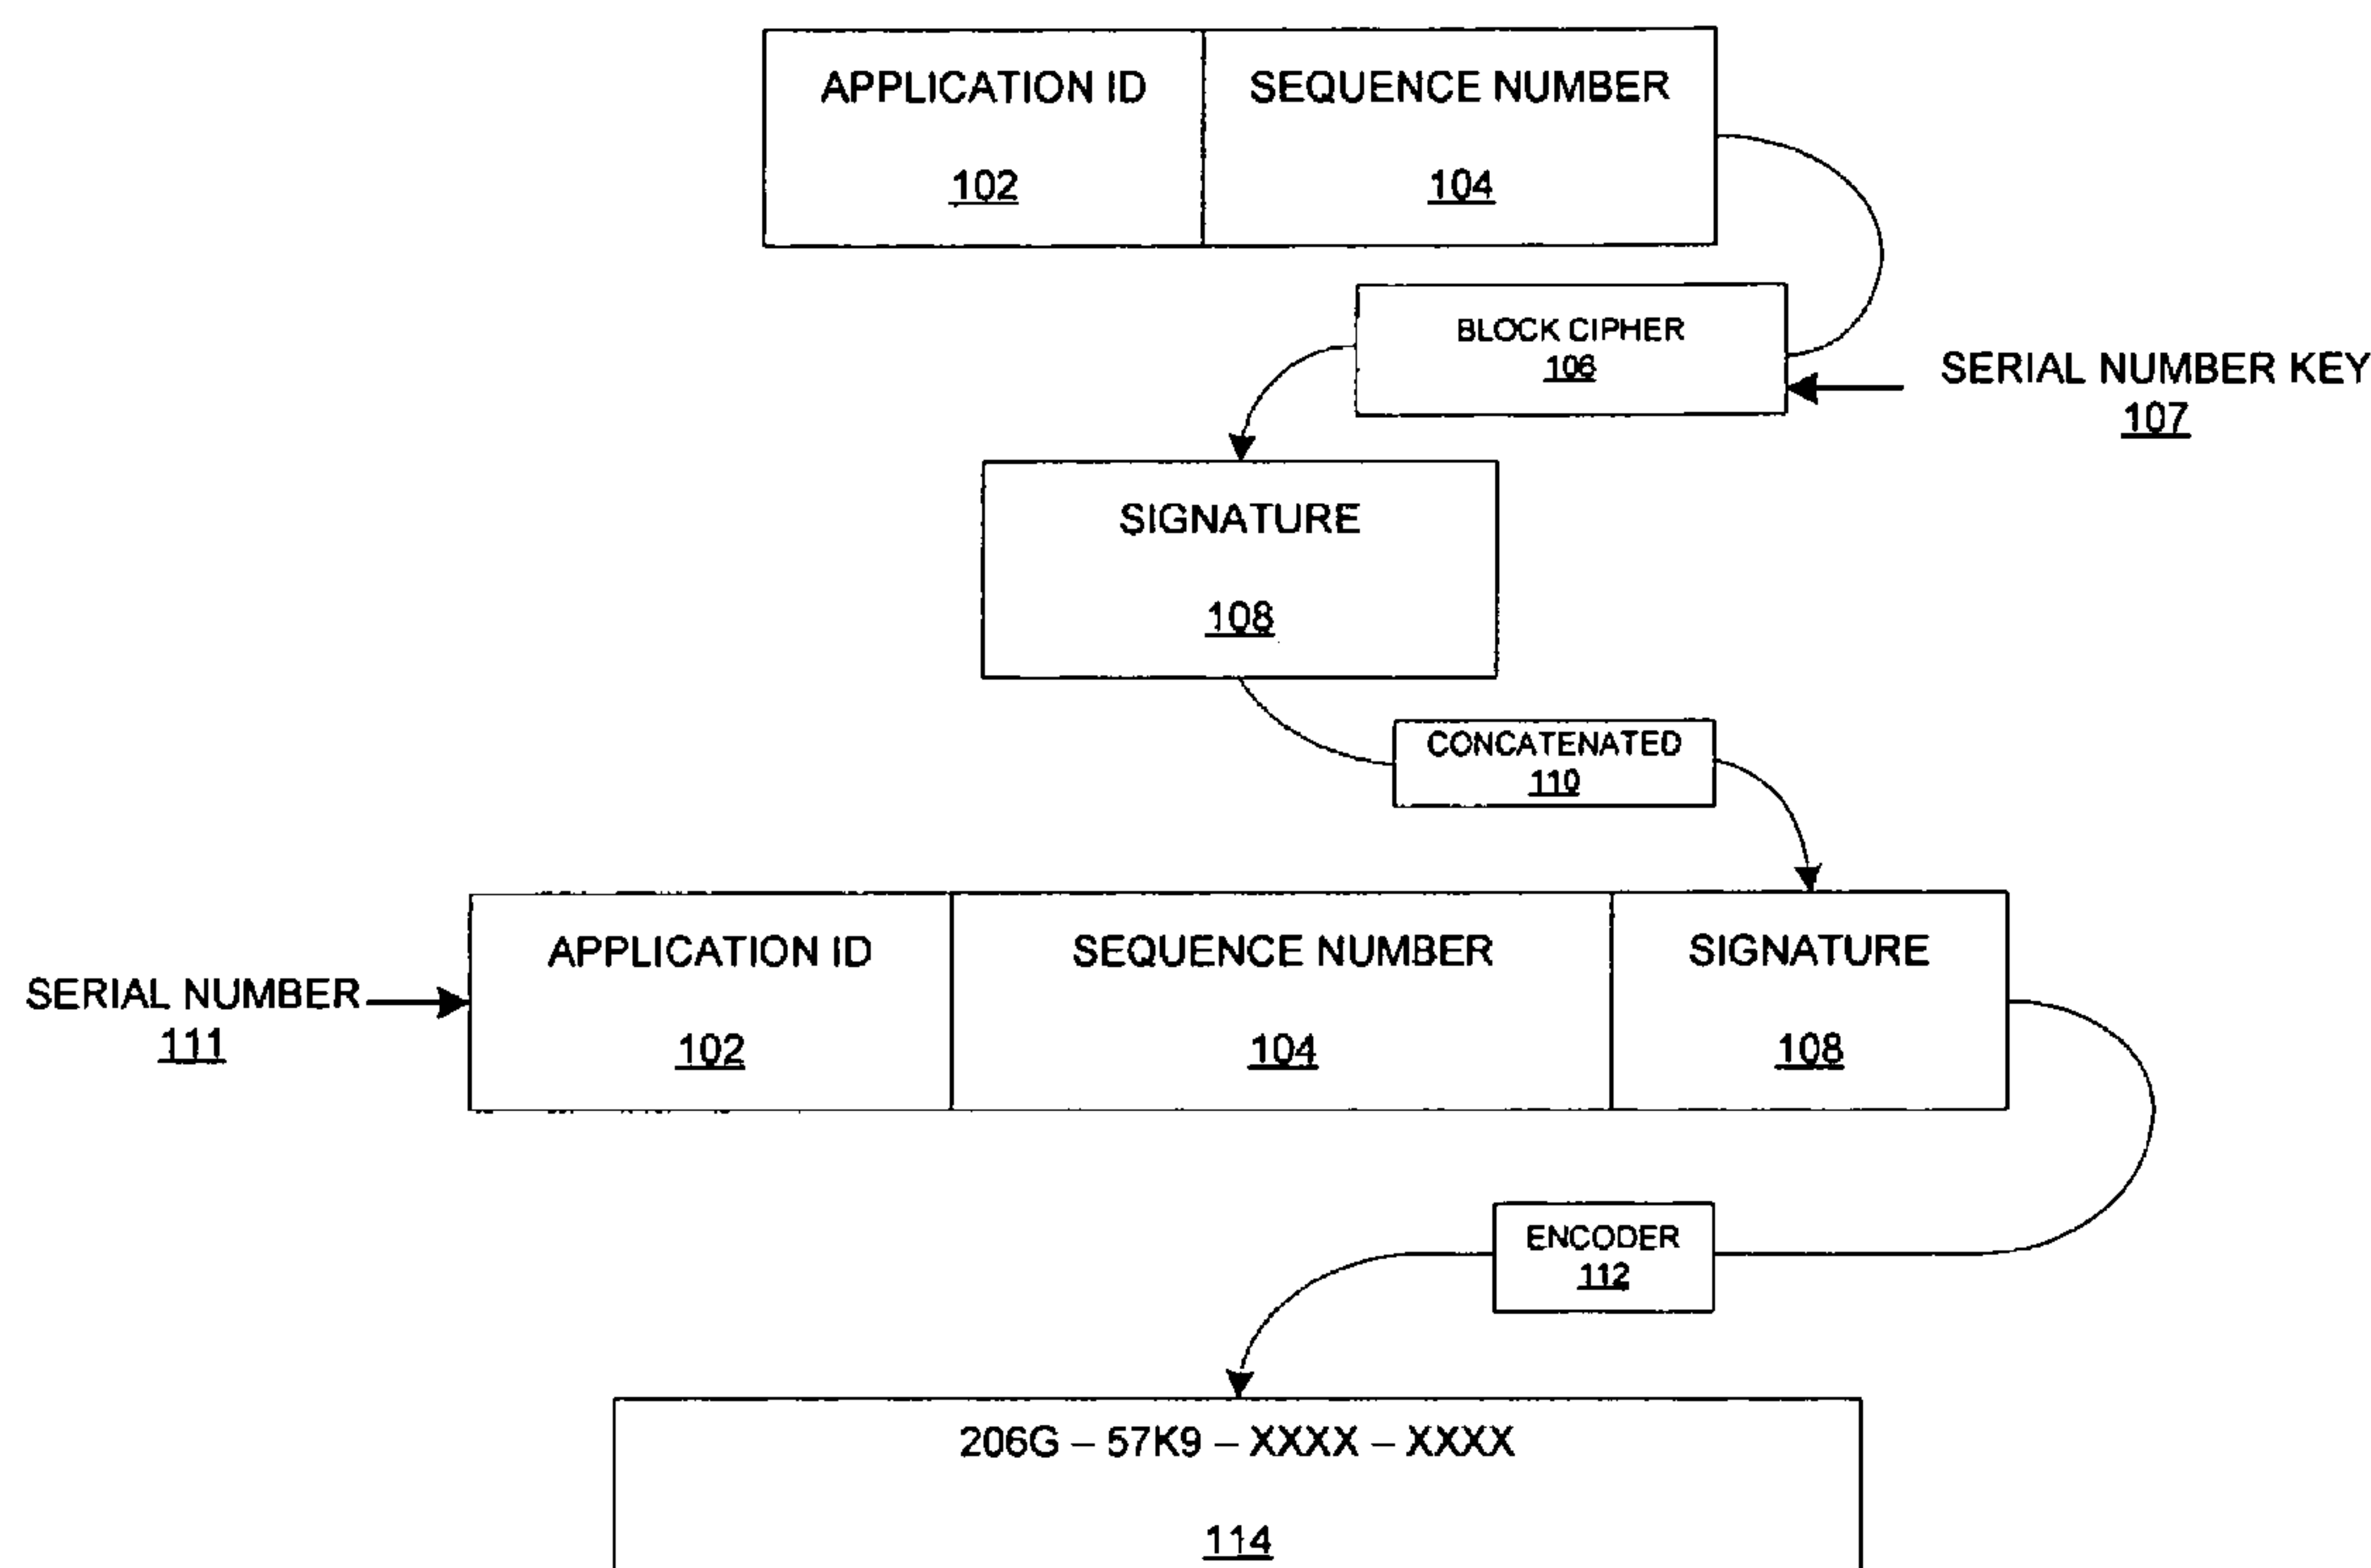 APPLICATION ID
SEQUENCE NUMBER
102
104
BLOCK CIPHER
106
SERIAL NUMBER KEY
107
SIGNATURE
108
CONCATENATED
110
APPLICATION ID
SEQUENCE NUMBER
SIGNATURE
SERIAL NUMBER
111
102
104
108
ENCODER
112
206G – 57K9 – XXXX – XXXX
114